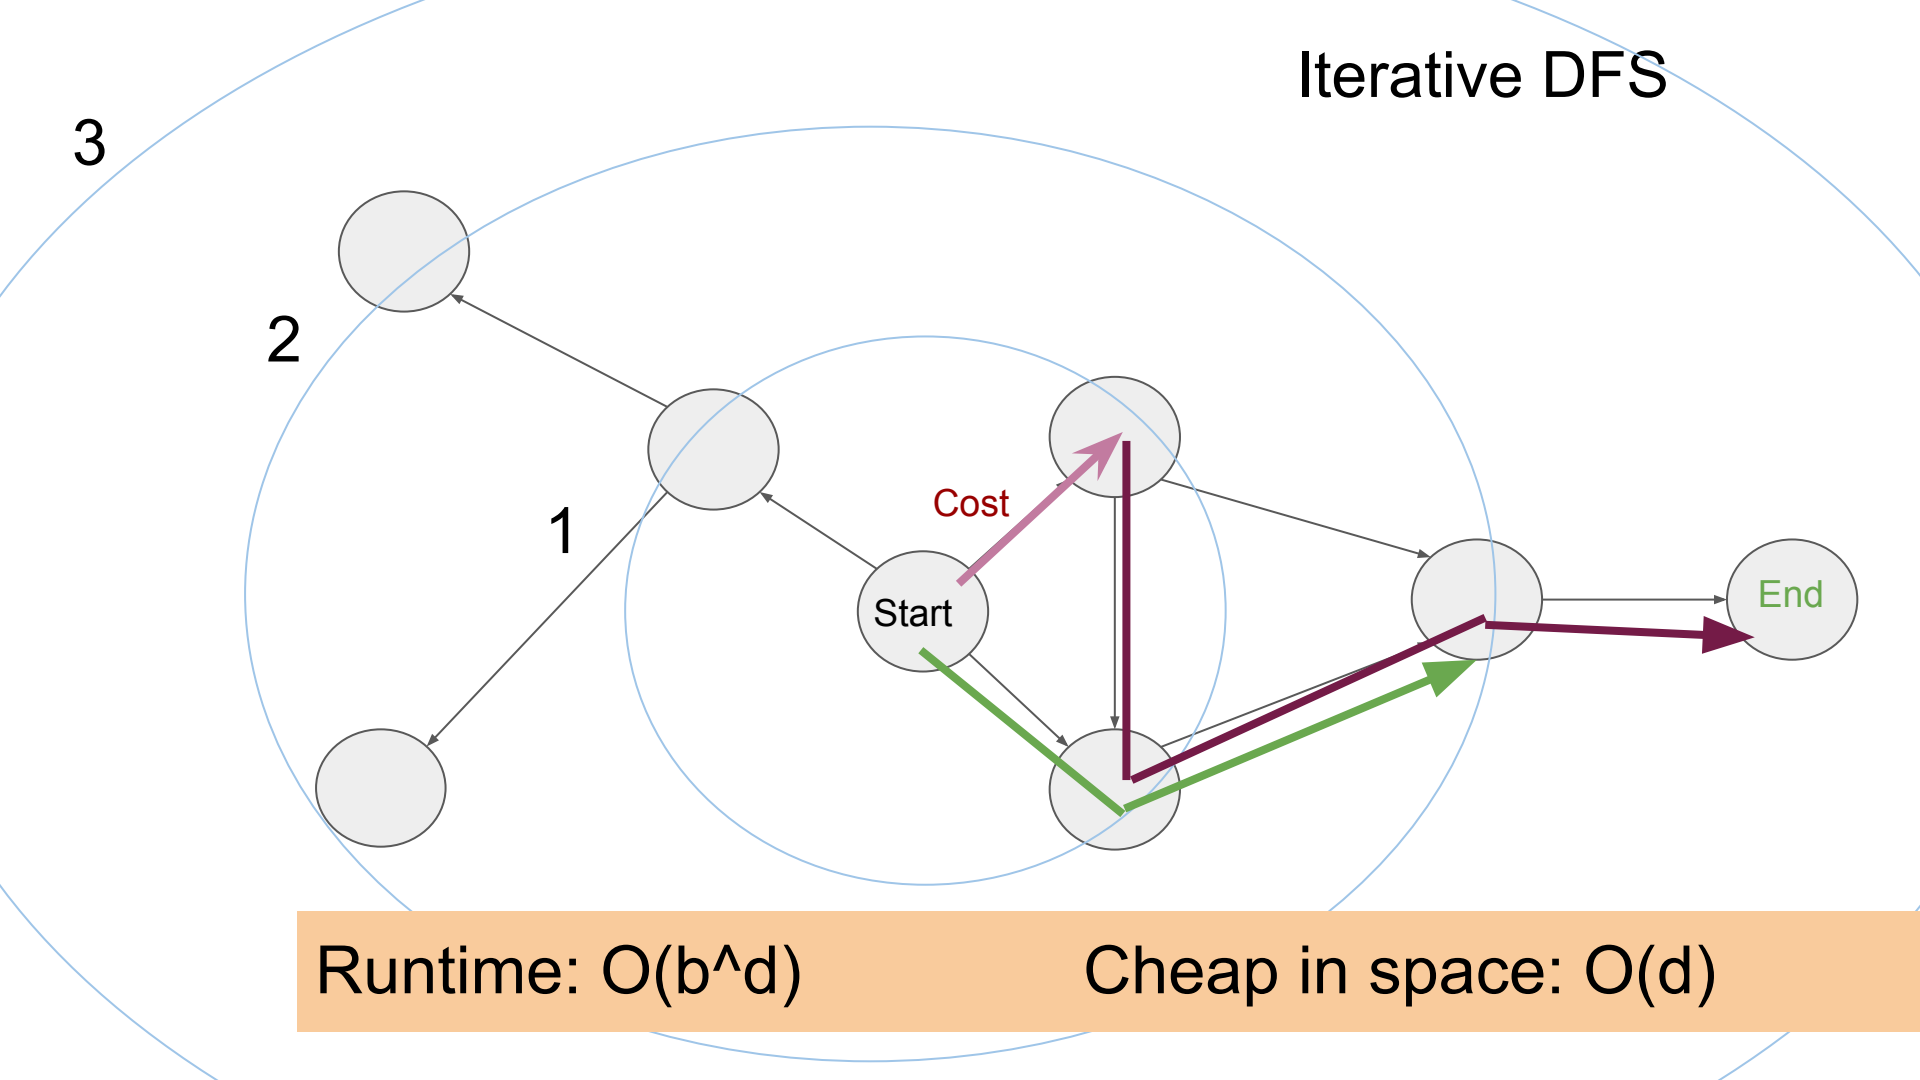 Iterative DFS
3
2
1
Cost
Start
End
Runtime: O(b^d)
Cheap in space: O(d)